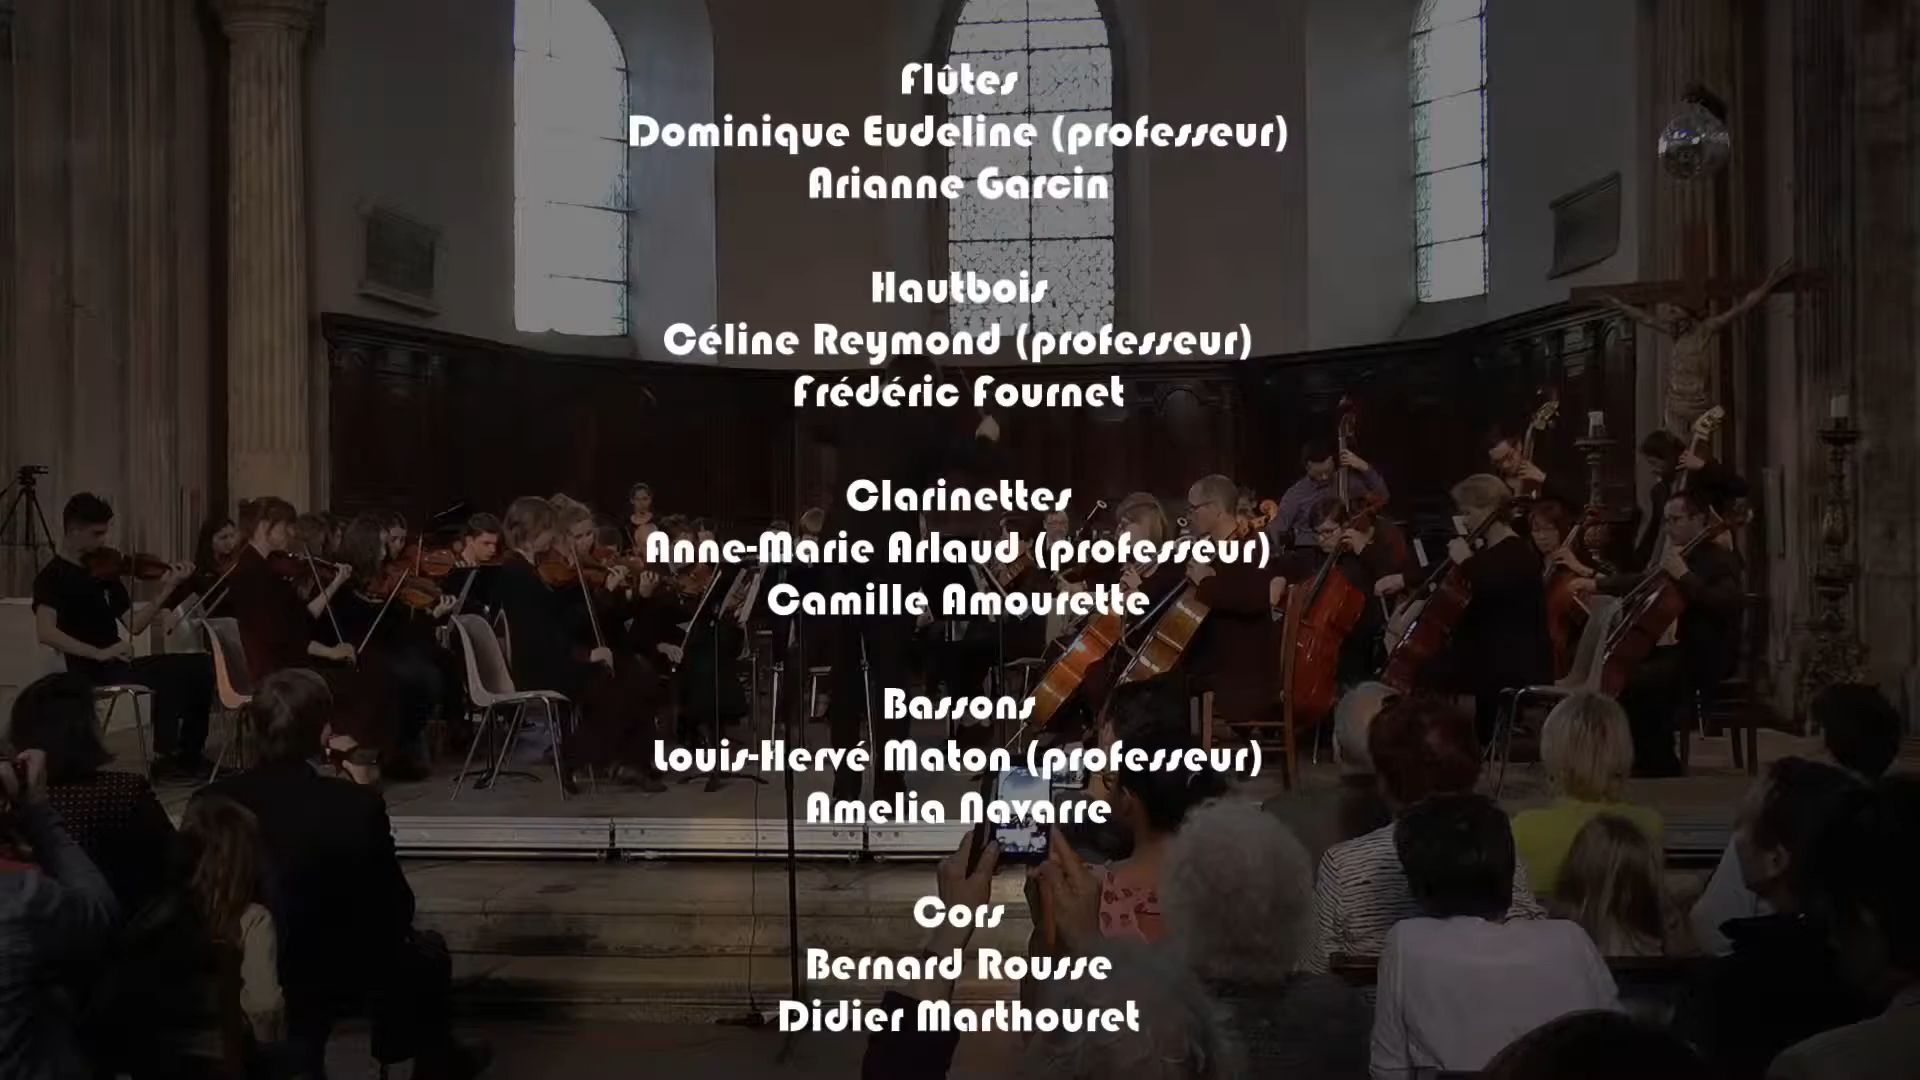 Flûtes
Dominique Eudeline (professeur)
Arianne Garcin
Hautbois
Céline Reymond (professeur)
Frédéric Fournet
Clarinettes
Anne-Marie Arlaud (professeur)
Camille Amourette
Bassons
Louis-Hervé Maton (professeur)
Amelia Navarre
Cors
Bernard Rousse
Didier Marthouret